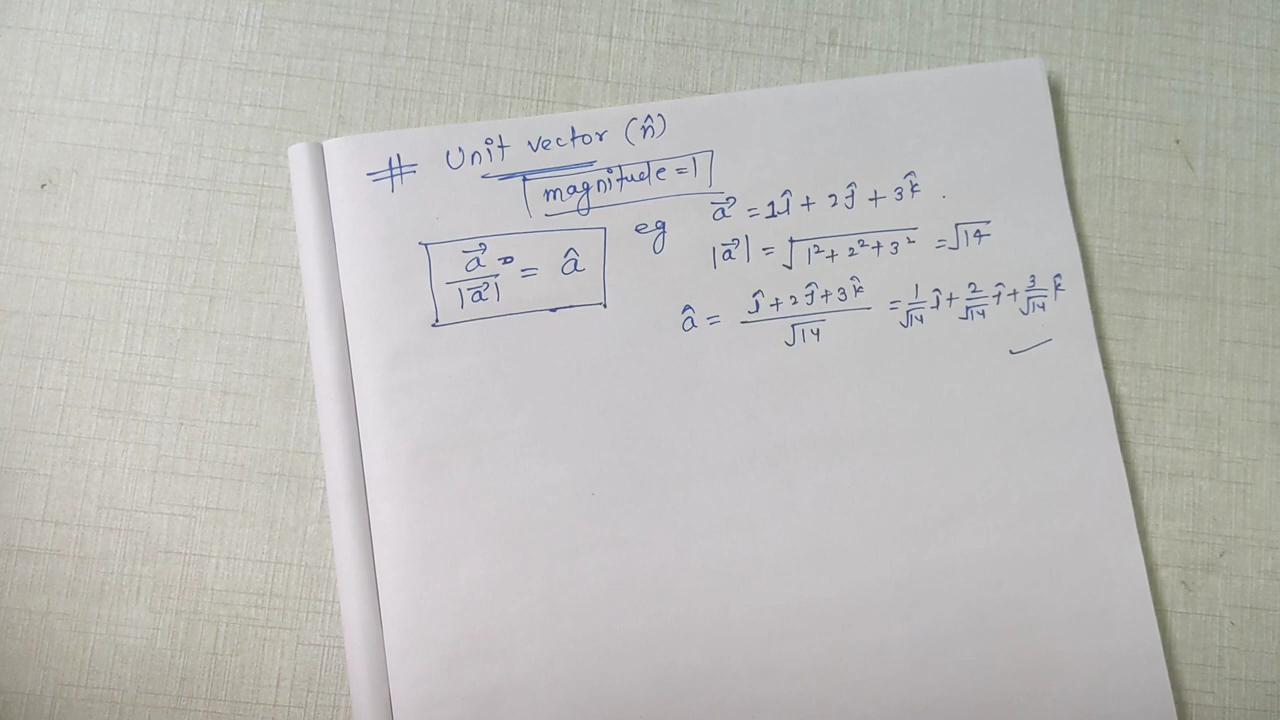 # Unit vector (n̂)
magnitude = 1
a⃗ / |a⃗| = â
eg a⃗ = 1î + 2ĵ + 3k̂ .
|a⃗| = √(1² + 2² + 3²) = √14
â = (î + 2ĵ + 3k̂) / √14 = 1/√14 î + 2/√14 ĵ + 3/√14 k̂